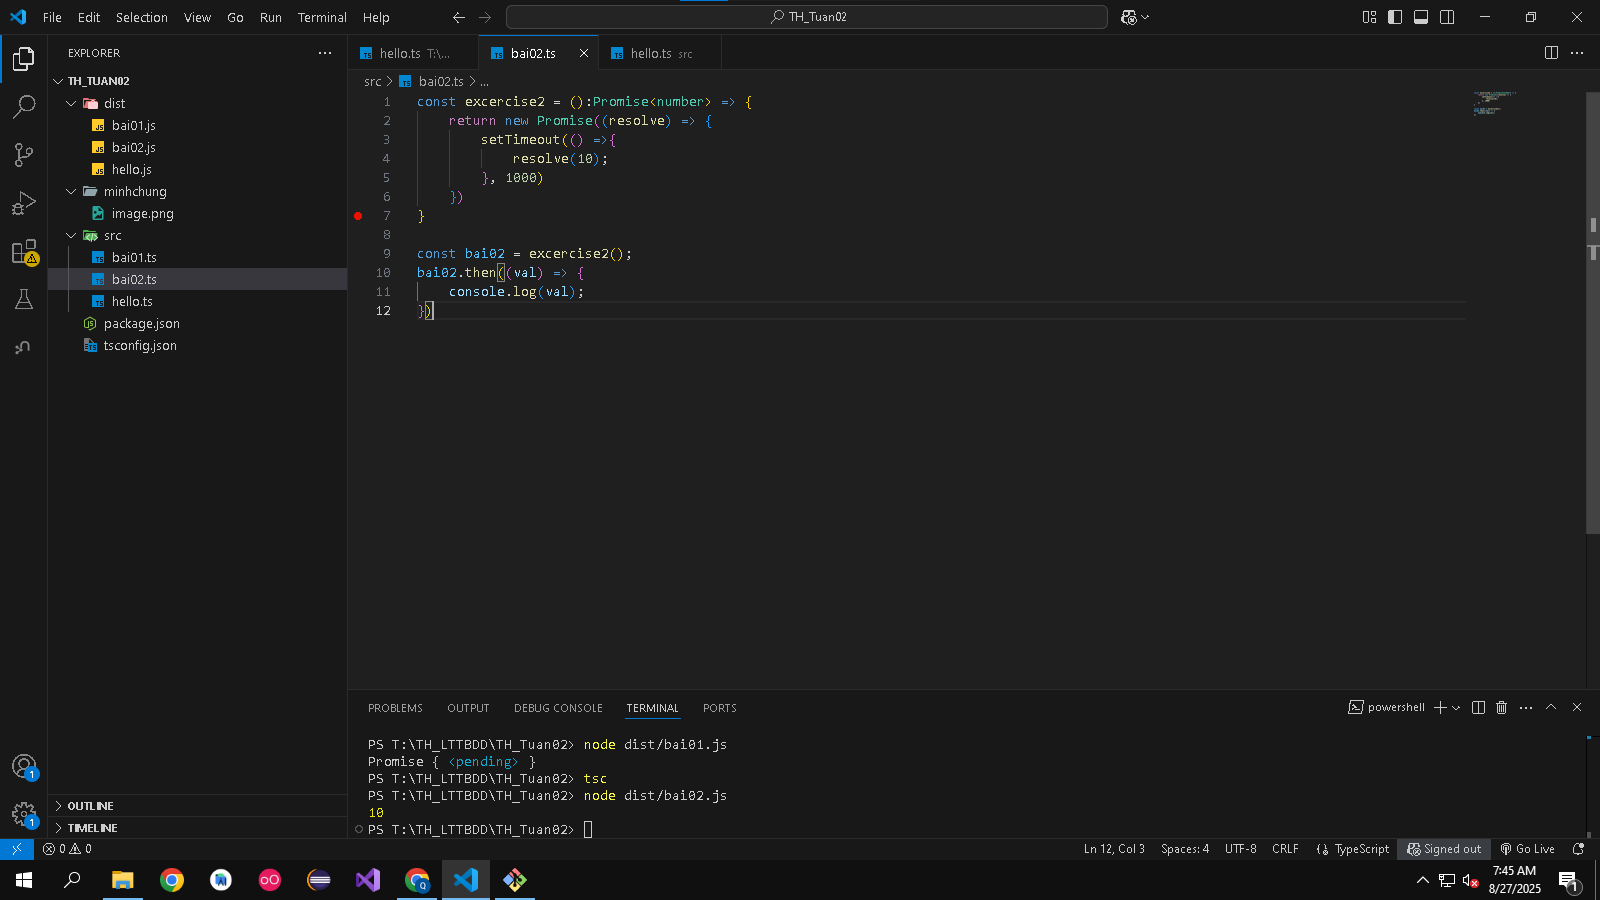 File Edit Selection View Go Run Terminal Help
TH_Tuan02
EXPLORER
TH_TUAN02
dist
bai01.js
bai02.js
hello.js
minhchung
image.png
src
bai01.ts
bai02.ts
hello.ts
package.json
tsconfig.json
OUTLINE
TIMELINE
hello.ts T:\...
bai02.ts
hello.ts src
src > bai02.ts > ...
1 const excercise2 = ():Promise<number> => {
2 return new Promise((resolve) => {
3 setTimeout(() =>{
4 resolve(10);
5 }, 1000)
6 })
7 }
8
9 const bai02 = excercise2();
10 bai02.then((val) => {
11 console.log(val);
12 })
PROBLEMS OUTPUT DEBUG CONSOLE TERMINAL PORTS
powershell
PS T:\TH_LTTBDD\TH_Tuan02> node dist/bai01.js
Promise { <pending> }
PS T:\TH_LTTBDD\TH_Tuan02> tsc
PS T:\TH_LTTBDD\TH_Tuan02> node dist/bai02.js
10
PS T:\TH_LTTBDD\TH_Tuan02>
0 0
Ln 12, Col 3 Spaces: 4 UTF-8 CRLF TypeScript Signed out Go Live
7:45 AM
8/27/2025